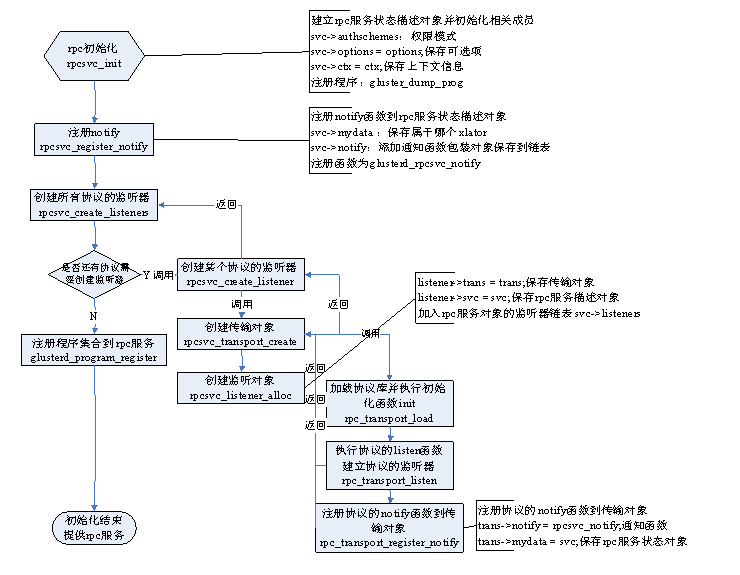 建立rpc服务状态描述对象并初始化相关成员
svc->authschemes：权限模式
svc->options = options;保存可选项
svc->ctx = ctx;保存上下文信息
注册程序：gluster_dump_prog
rpc初始化
rpcsvc_init
注册notify函数到rpc服务状态描述对象
svc->mydata ：保存属于哪个xlator
svc->notify：添加通知函数包装对象保存到链表
注册函数为glusterd_rpcsvc_notify
注册notify
rpcsvc_register_notify
创建所有协议的监听器
rpcsvc_create_listeners
返回
是否还有协议需
要创建监听器
Y
调用
创建某个协议的监听器
rpcsvc_create_listener
listener->trans = trans;保存传输对象
listener->svc = svc;保存rpc服务描述对象
加入rpc服务对象的监听器链表 svc->listeners
调用
返回
N
创建传输对象
rpcsvc_transport_create
调用
注册程序集合到rpc服务
glusterd_program_register
创建监听对象
rpcsvc_listener_alloc
返回
返回
返回
加载协议库并执行初始
化函数init
rpc_transport_load
执行协议的listen函数
建立协议的监听器
rpc_transport_listen
注册协议的notify函数到传
输对象
rpc_transport_register_notify
注册协议的notify函数到传输对象
trans->notify = rpcsvc_notify;通知函数
trans->mydata = svc;保存rpc服务状态对象
初始化结束
提供rpc服务